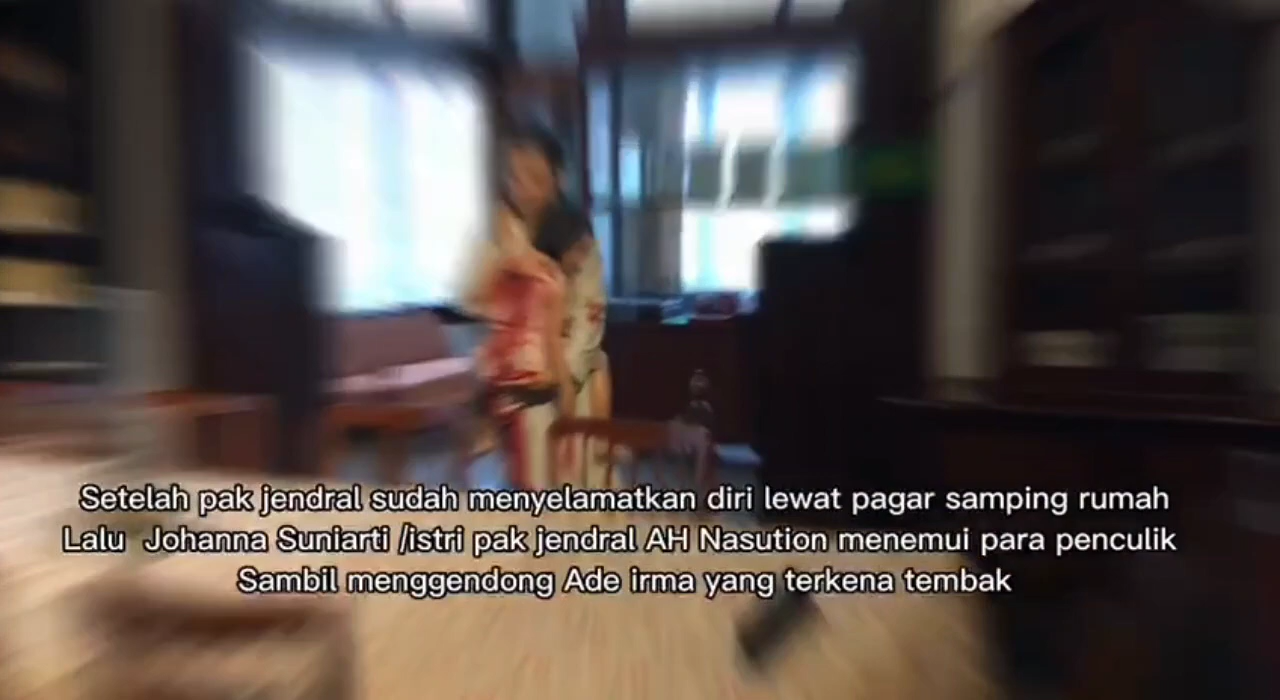 Setelah pak jendral sudah menyelamatkan diri lewat pagar samping rumah
Lalu Johanna Suniarti /istri pak jendral AH Nasution menemui para penculik
Sambil menggendong Ade irma yang terkena tembak